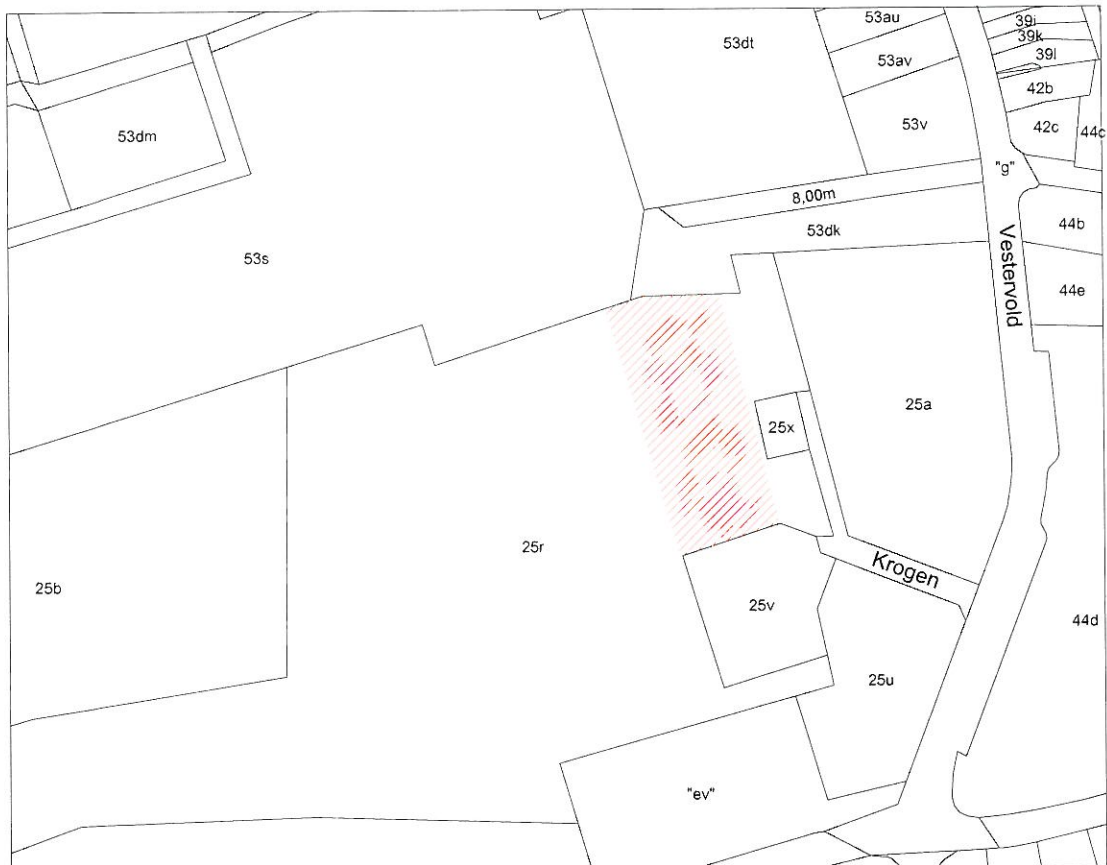 53au
39i
39k
53dt
39l
53av
42b
53v
42c
44c
53dm
"g"
8,00m
44b
53dk
53s
44e
Vestervold
25a
25x
25r
Krogen
25b
25v
44d
25u
"ev"